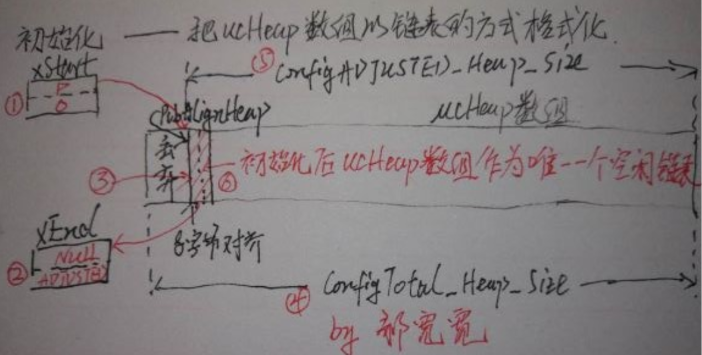 初始化 —— 把ucHeap数组以链表的方式格式化.
xStart
⑤ ConfigADJUSTED_Heap_Size
① P
0
pucAlignHeap
ucHeap数组
丢弃
③ ⑥ 初始化后ucHeap数组作为唯一一个空闲链表
xEnd
8字节对齐
② NULL
ADJUSTED
④ ConfigTotal_Heap_Size
by 郭宽宽